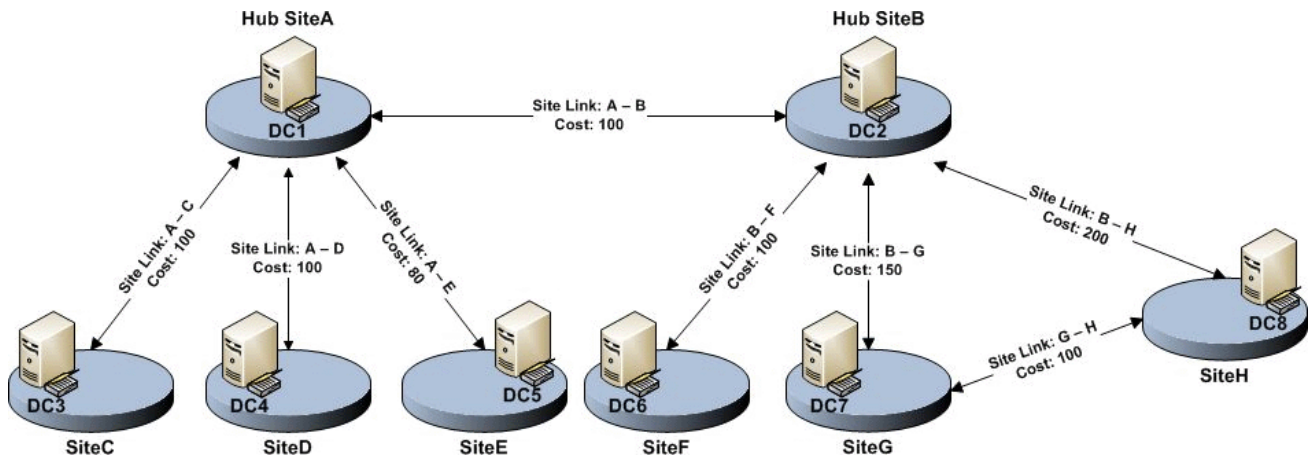 Hub SiteA
Hub SiteB
DC1
Site Link: A – B
Cost: 100
DC2
Site Link: A – C
Cost: 100
Site Link: A – D
Cost: 100
Site Link: A – E
Cost: 80
Site Link: B – F
Cost: 100
Site Link: B – G
Cost: 150
Site Link: B – H
Cost: 200
Site Link: G – H
Cost: 100
DC8
SiteH
DC3
DC4
DC5
DC6
DC7
SiteC
SiteD
SiteE
SiteF
SiteG